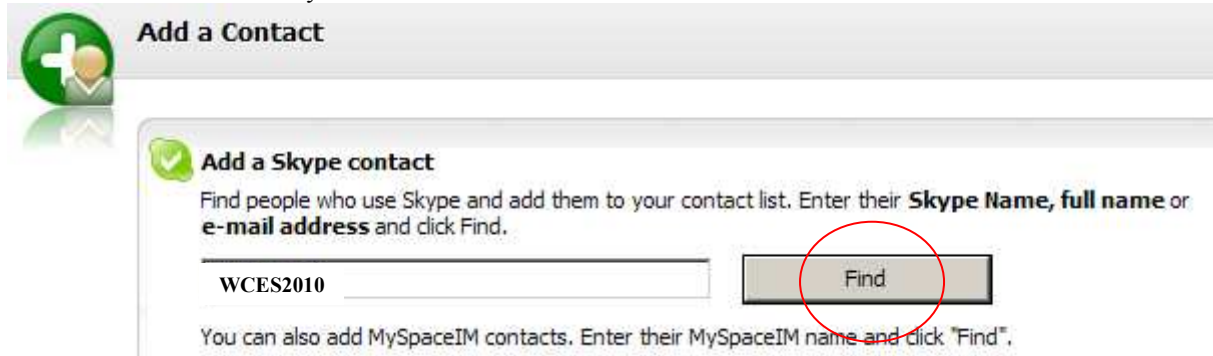 Add a Contact
Add a Skype contact
Find people who use Skype and add them to your contact list. Enter their Skype Name, full name or
e-mail address and click Find.
WCES2010
Find
You can also add MySpaceIM contacts. Enter their MySpaceIM name and click "Find".